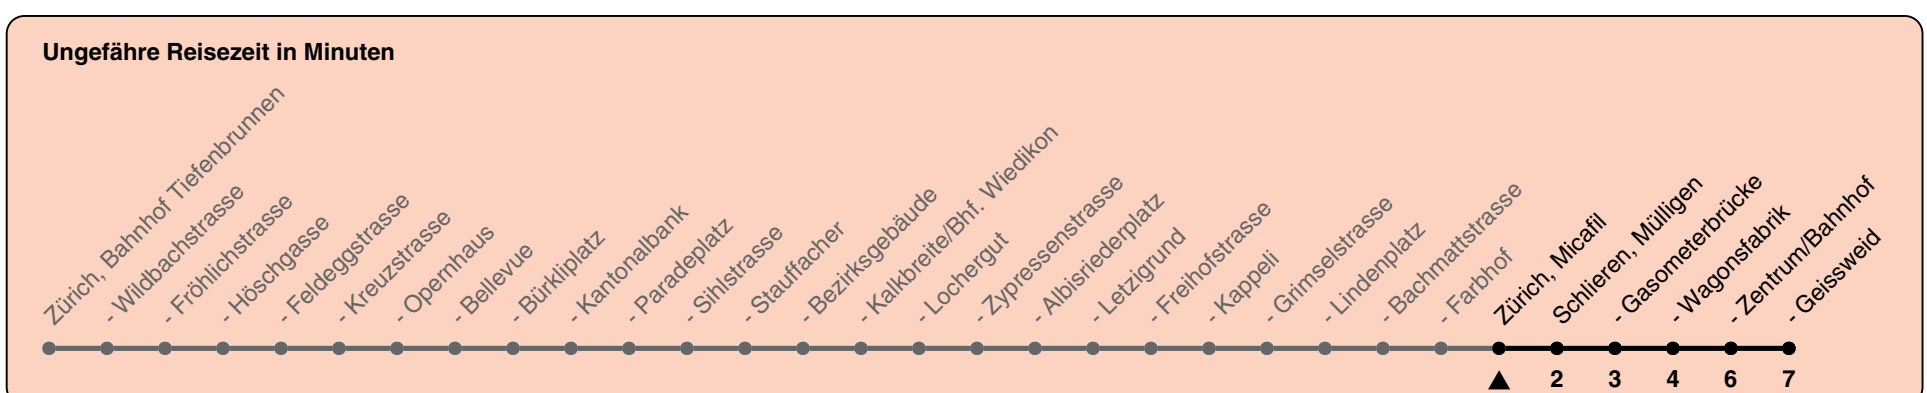 Ungefähre Reisezeit in Minuten
Zürich, Bahnhof Tiefenbrunnen
- Wildbachstrasse
- Fröhlichstrasse
- Höschgasse
- Feldeggstrasse
- Kreuzstrasse
- Opernhaus
- Bellevue
- Bürkliplatz
- Kantonalbank
- Paradeplatz
- Sihlstrasse
- Stauffacher
- Bezirksgebäude
- Kalkbreite/Bhf. Wiedikon
- Lochergut
- Zypressenstrasse
- Albisriederplatz
- Letzigrund
- Freihofstrasse
- Kappeli
- Grimselstrasse
- Lindenplatz
- Bachmattstrasse
- Farbhof
Zürich, Micafil
Schlieren, Mülligen
- Gasometerbrücke
- Wagonsfabrik
- Zentrum/Bahnhof
- Geissweid
2 3 4 6 7